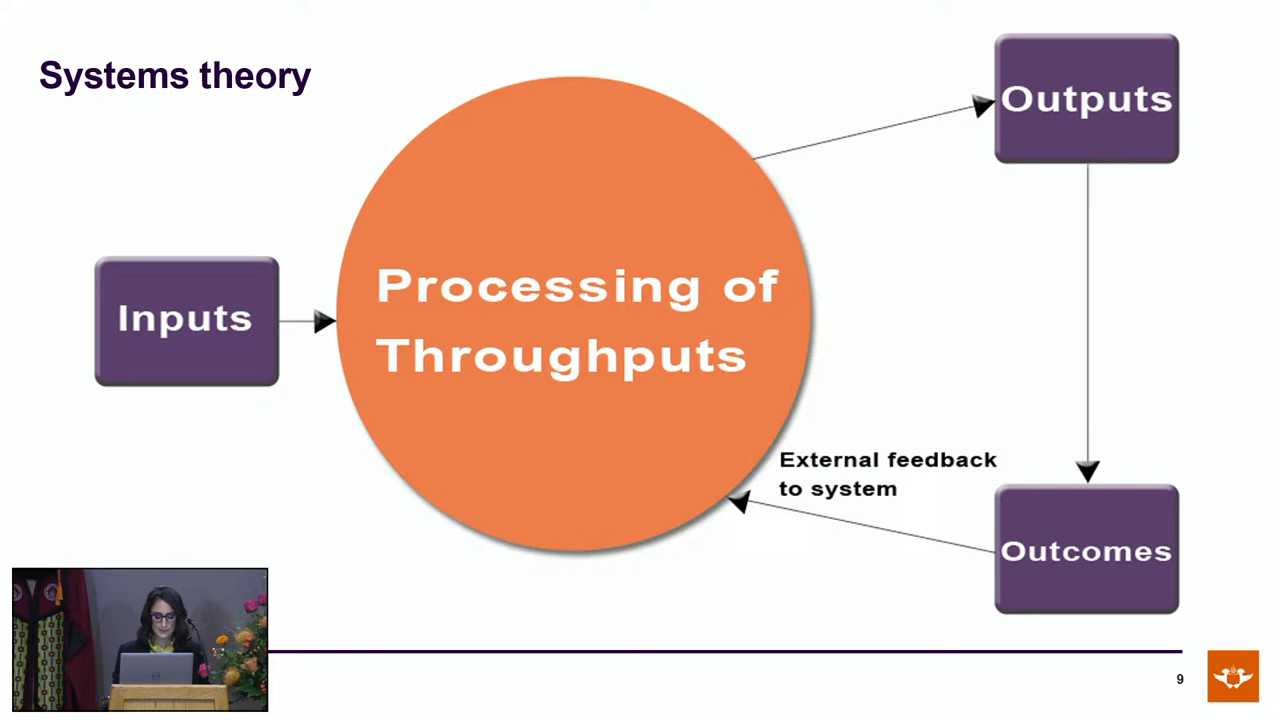 Systems theory
Outputs
Processing of
Throughputs
Inputs
External feedback
to system
Outcomes
9